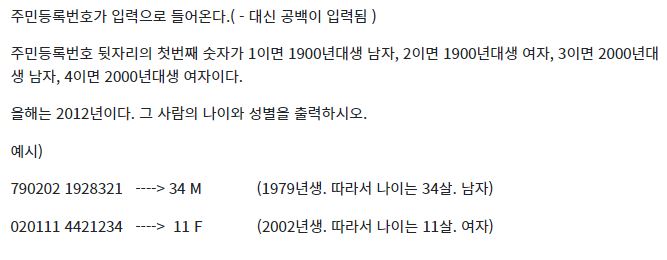 주민등록번호가 입력으로 들어온다.( - 대신 공백이 입력됨 )
주민등록번호 뒷자리의 첫번째 숫자가 1이면 1900년대생 남자, 2이면 1900년대생 여자, 3이면 2000년대
생 남자, 4이면 2000년대생 여자이다.
올해는 2012년이다. 그 사람의 나이와 성별을 출력하시오.
예시)
790202 1928321 ----> 34 M (1979년생. 따라서 나이는 34살. 남자)
020111 4421234 ----> 11 F (2002년생. 따라서 나이는 11살. 여자)